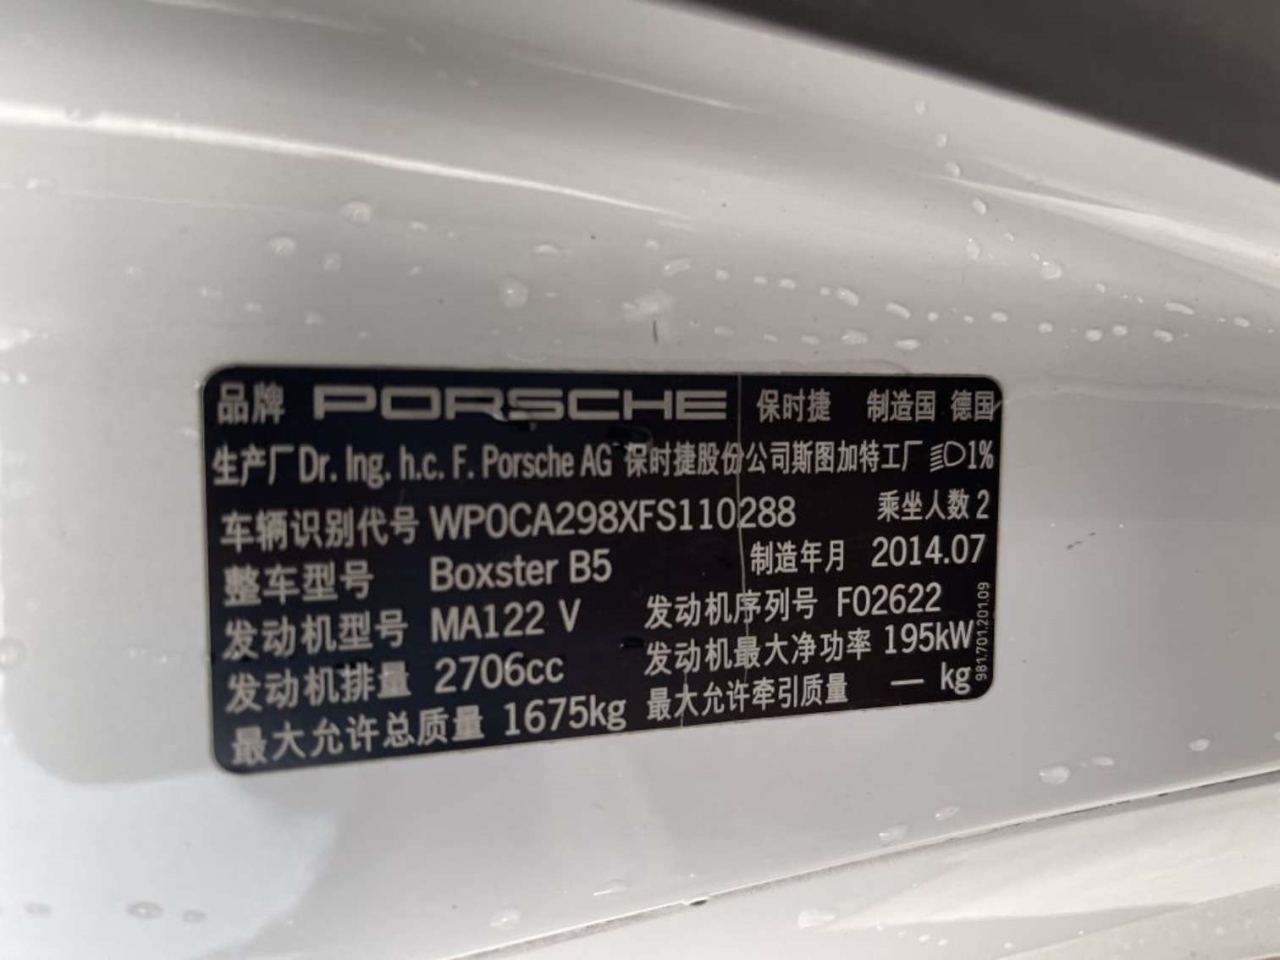 品牌 PORSCHE 保时捷 制造国 德国
生产厂 Dr. Ing. h.c. F. Porsche AG 保时捷股份公司斯图加特工厂 1%
车辆识别代号 WP0CA298XFS110288 乘坐人数 2
整车型号 Boxster B5 制造年月 2014.07
发动机型号 MA122 V 发动机序列号 F02622
发动机排量 2706cc 发动机最大净功率 195kW
最大允许总质量 1675kg 最大允许牵引质量 — kg
981.701.201.09